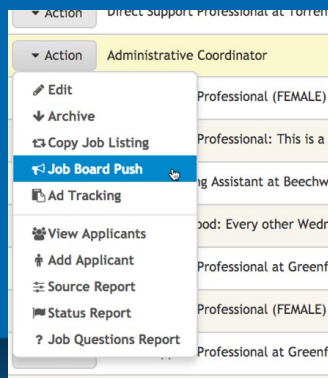 Action Direct Support Professional at Torren
Action Administrative Coordinator
Edit
Professional (FEMALE)
Archive
Copy Job Listing Professional: This is a
Job Board Push
ng Assistant at Beechw
Ad Tracking
ood: Every other Wedn
View Applicants
Add Applicant Professional at Greenf
Source Report
Status Report Professional (FEMALE)
? Job Questions Report
Professional at Greenf